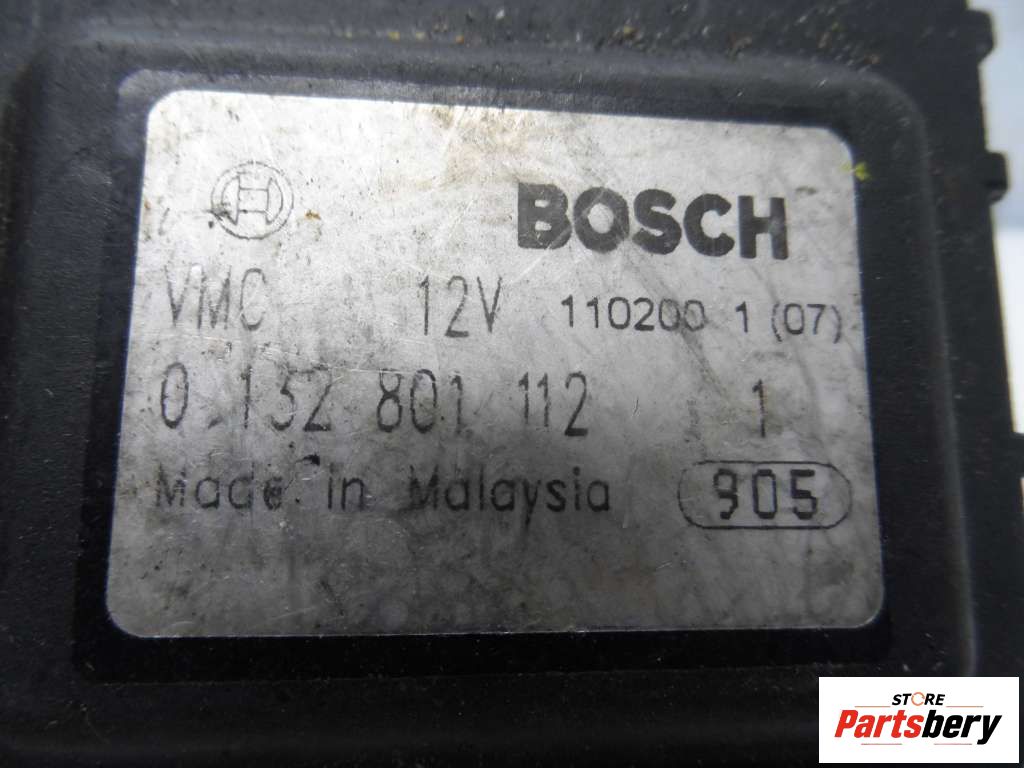 BOSCH
VMC 12V 110200 1 (07)
0 132 801 112 1
Made in Malaysia 905
STORE
Partsbery